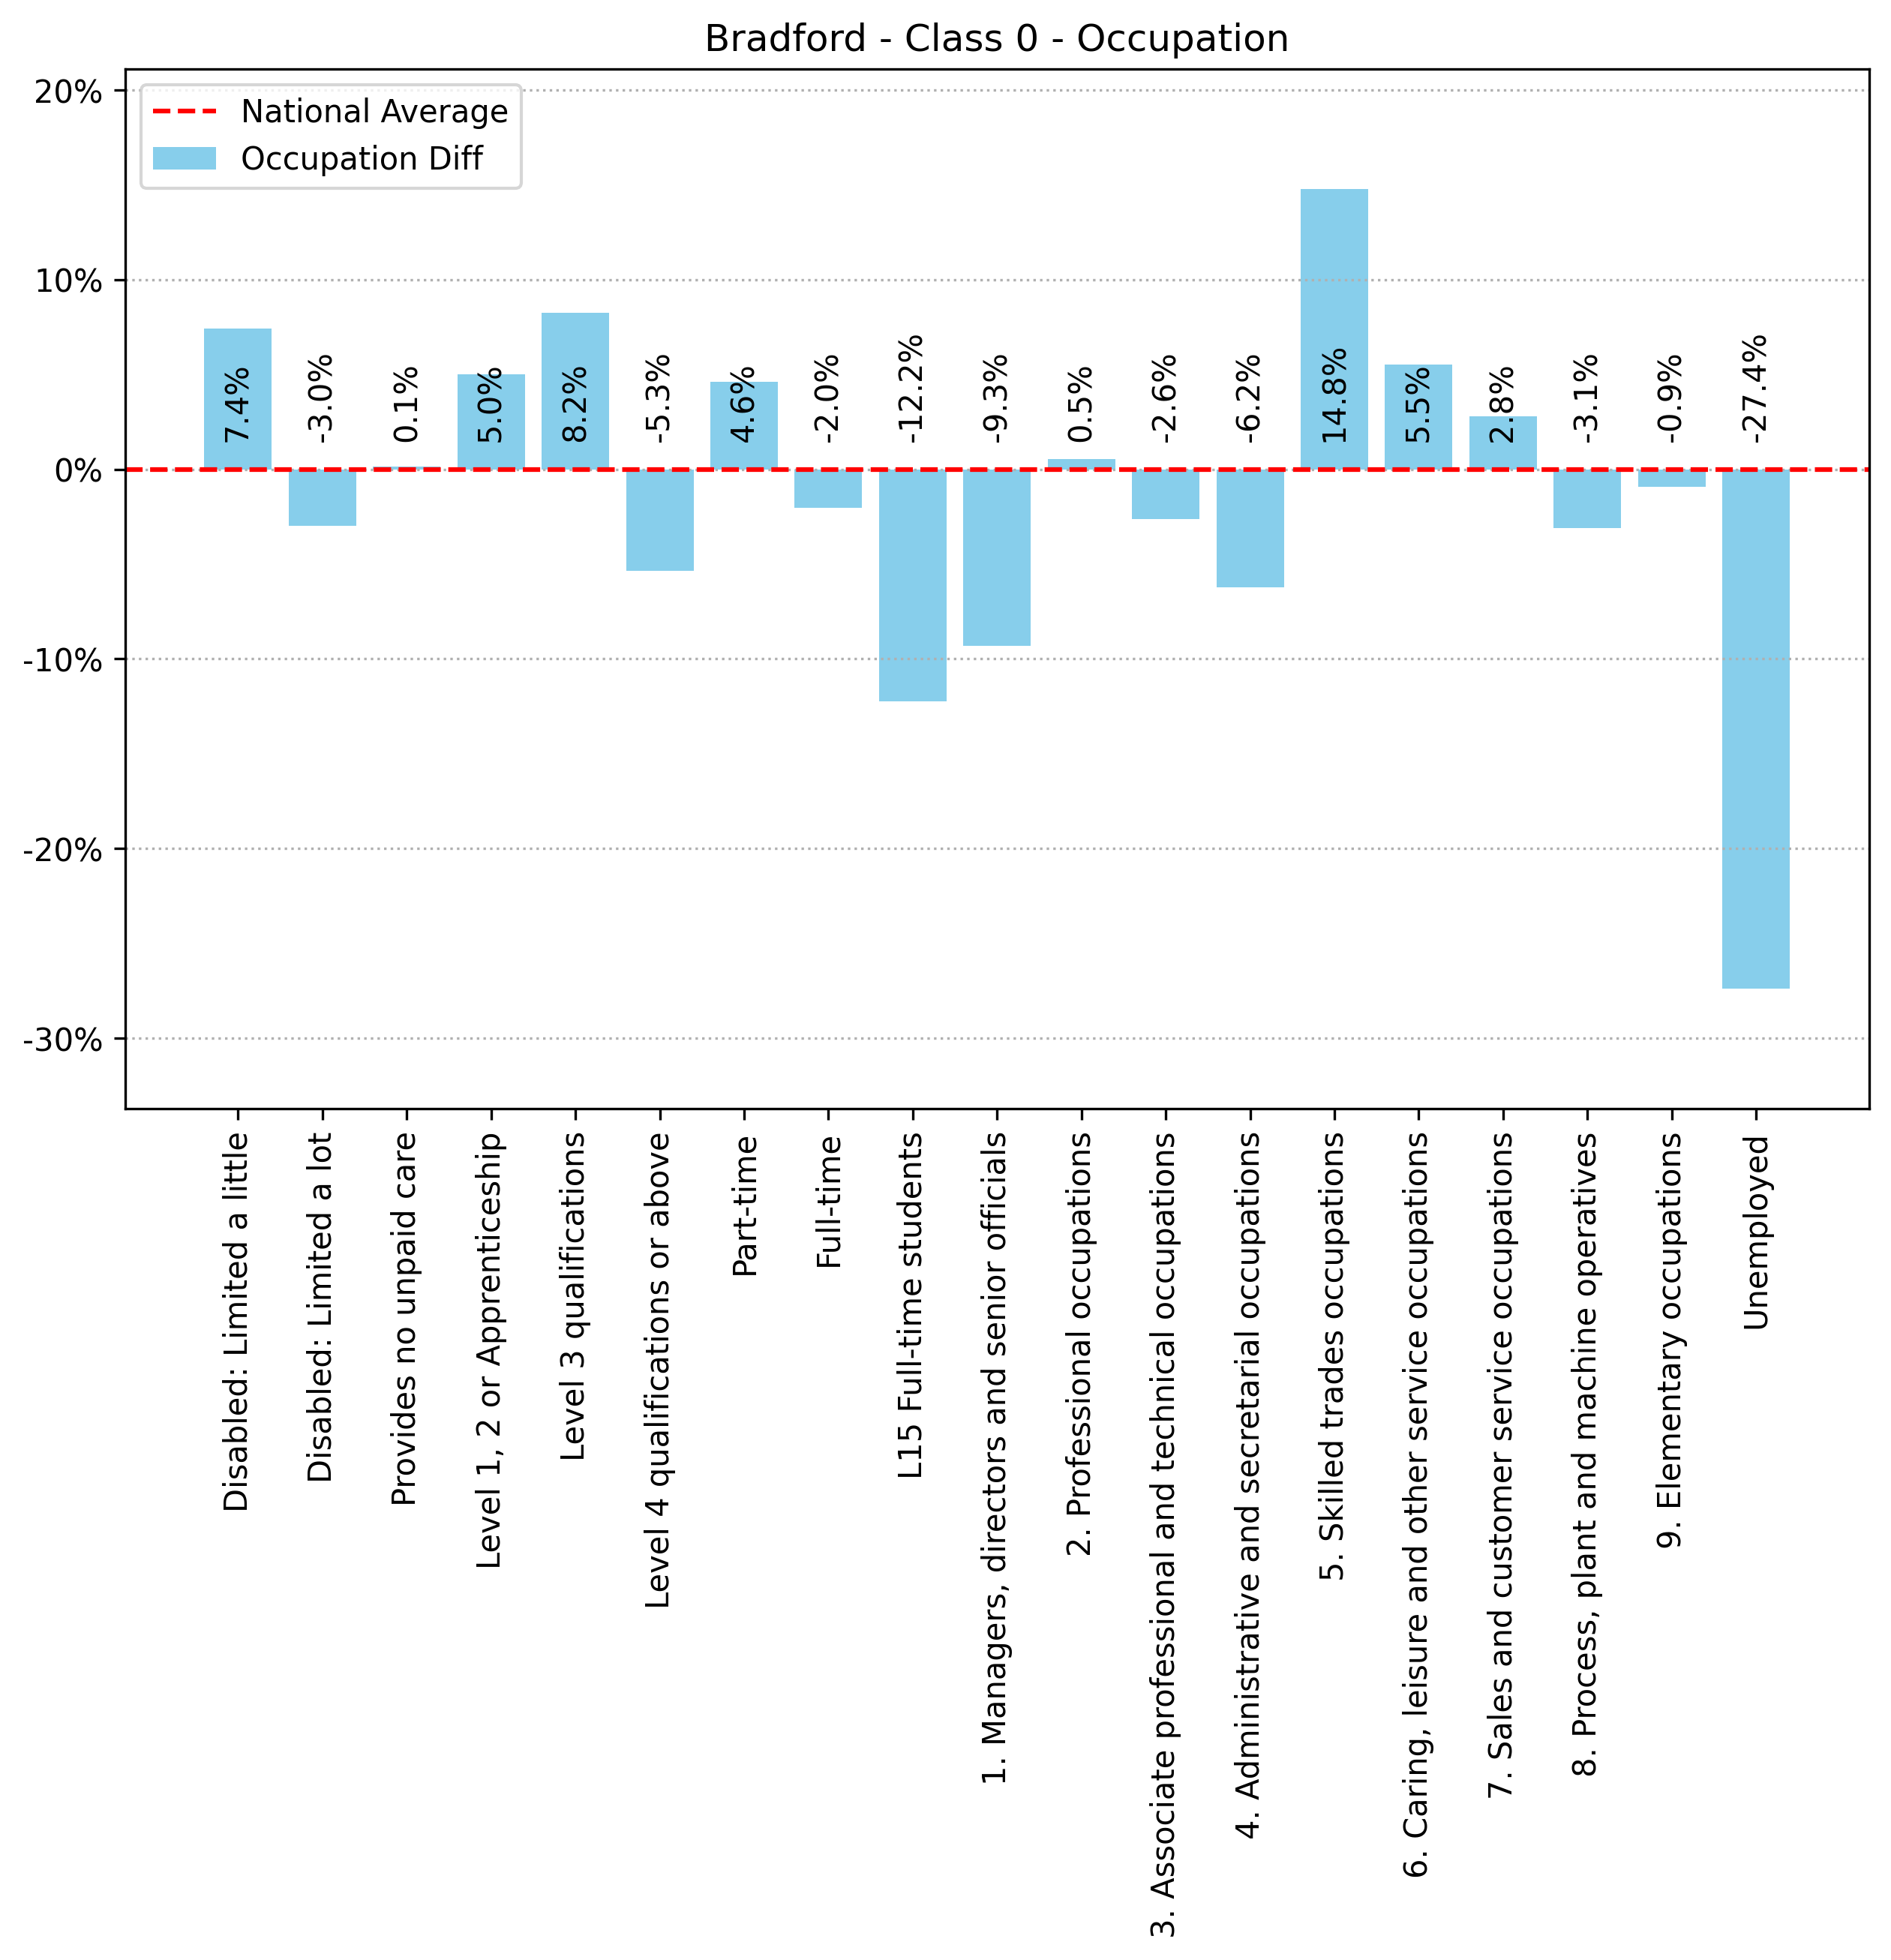 Bradford - Class 0 - Occupation
20%
10%
0%
-10%
-20%
-30%
National Average
Occupation Diff
7.4%
-3.0%
0.1%
5.0%
8.2%
-5.3%
4.6%
-2.0%
-12.2%
-9.3%
0.5%
-2.6%
-6.2%
14.8%
5.5%
2.8%
-3.1%
-0.9%
-27.4%
Disabled: Limited a little
Disabled: Limited a lot
Provides no unpaid care
Level 1, 2 or Apprenticeship
Level 3 qualifications
Level 4 qualifications or above
Part-time
Full-time
L15 Full-time students
1. Managers, directors and senior officials
2. Professional occupations
3. Associate professional and technical occupations
4. Administrative and secretarial occupations
5. Skilled trades occupations
6. Caring, leisure and other service occupations
7. Sales and customer service occupations
8. Process, plant and machine operatives
9. Elementary occupations
Unemployed